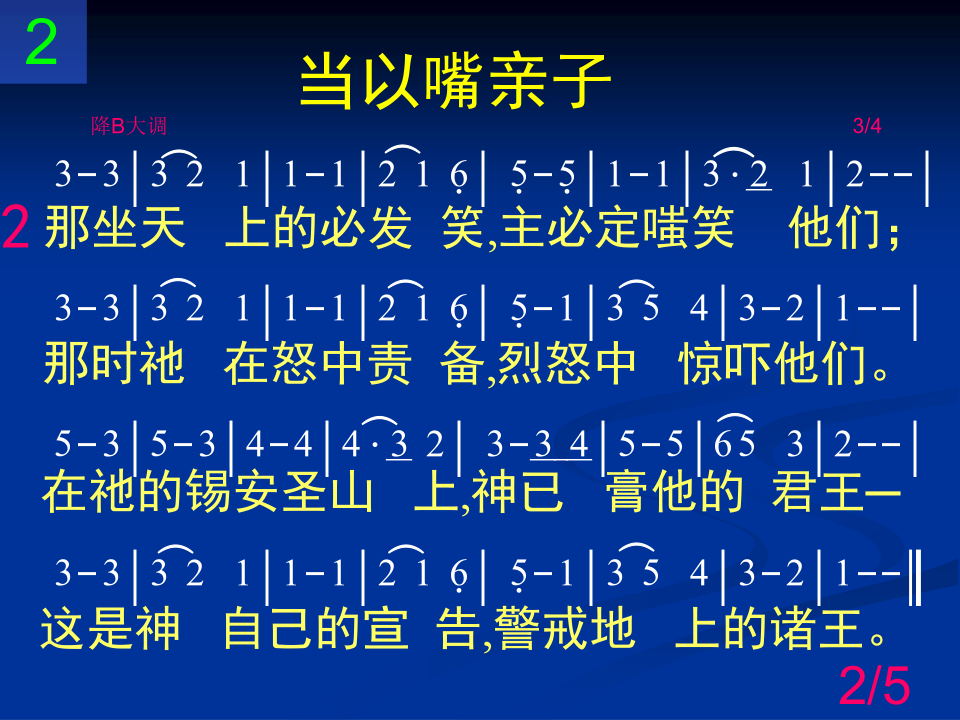 2
当以嘴亲子
降B大调 3/4
3-3|3 2 1|1-1|2 1 6̣| 5̣-5̣|1-1|3·2 1|2--|
2 那坐天 上的必发 笑,主必定嗤笑 他们;
3-3|3 2 1|1-1|2 1 6̣| 5̣-1|3 5 4|3-2|1--|
那时祂 在怒中责 备,烈怒中 惊吓他们。
5-3|5-3|4-4|4·3 2| 3-3 4|5-5|65 3|2--|
在祂的锡安圣山 上,神已 膏他的 君王─
3-3|3 2 1|1-1|2 1 6̣| 5̣-1|3 5 4|3-2|1--‖
这是神 自己的宣 告,警戒地 上的诸王。
2/5